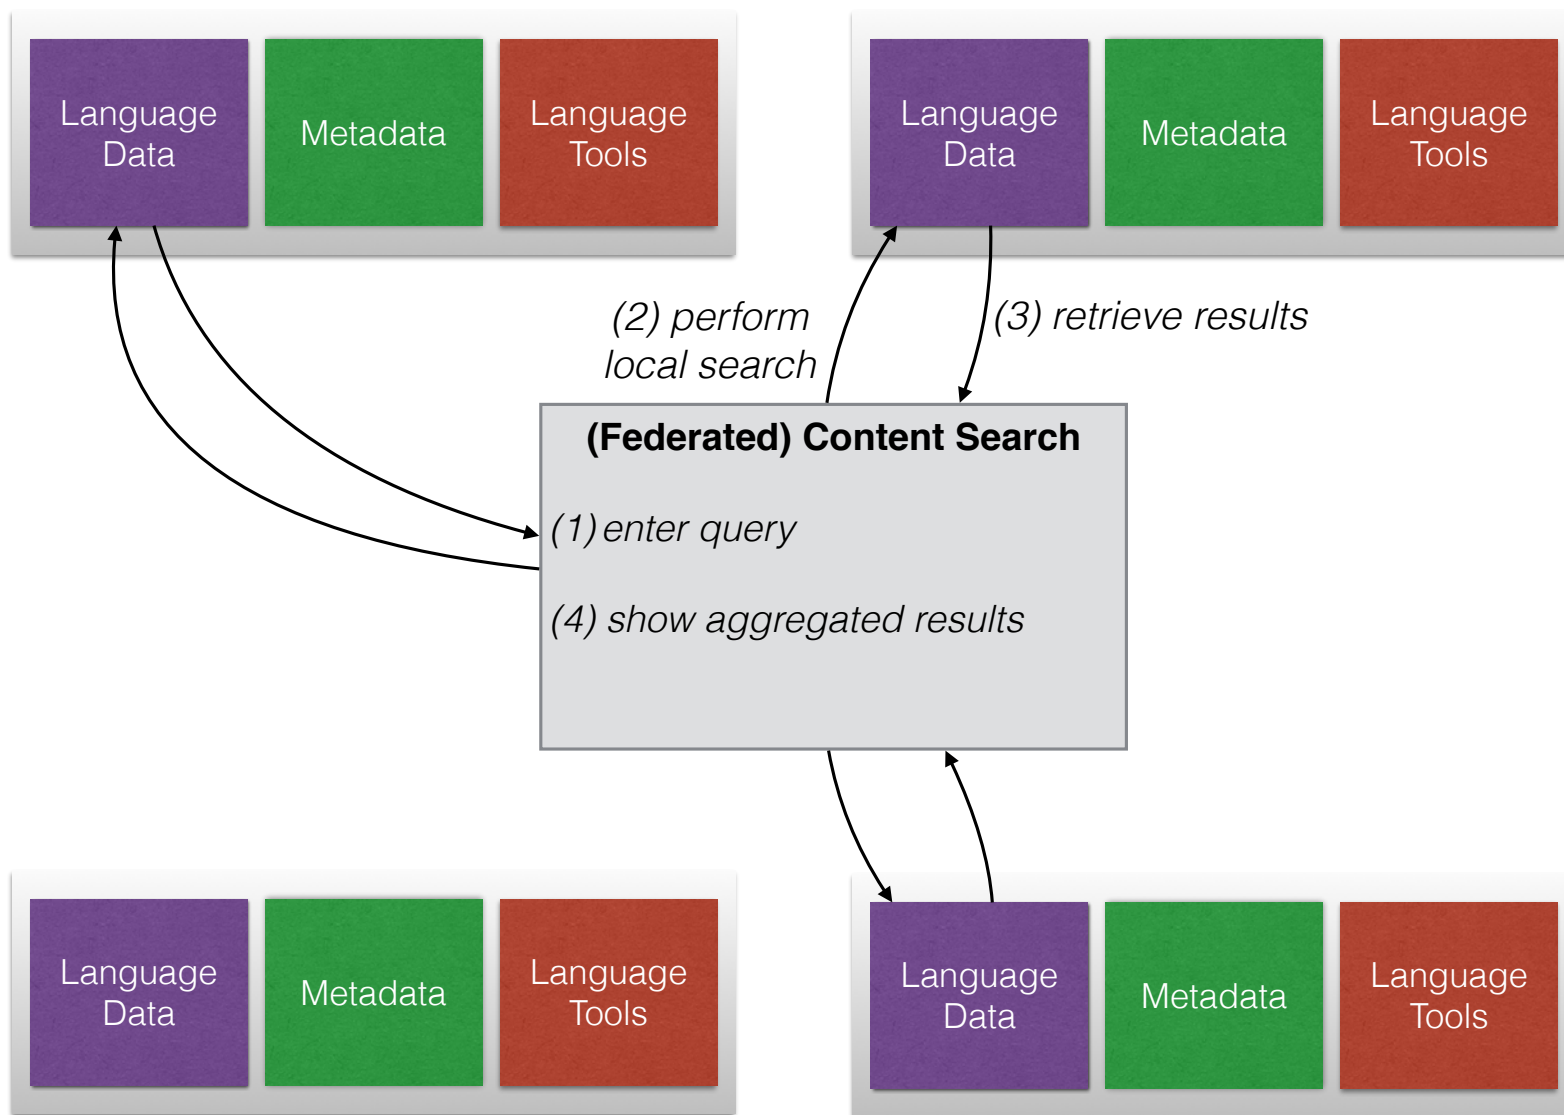 Language
Data
Metadata
Language
Tools
Language
Data
Metadata
Language
Tools
(2) perform
local search
(3) retrieve results
(Federated) Content Search
(1) enter query
(4) show aggregated results
Language
Data
Metadata
Language
Tools
Language
Data
Metadata
Language
Tools